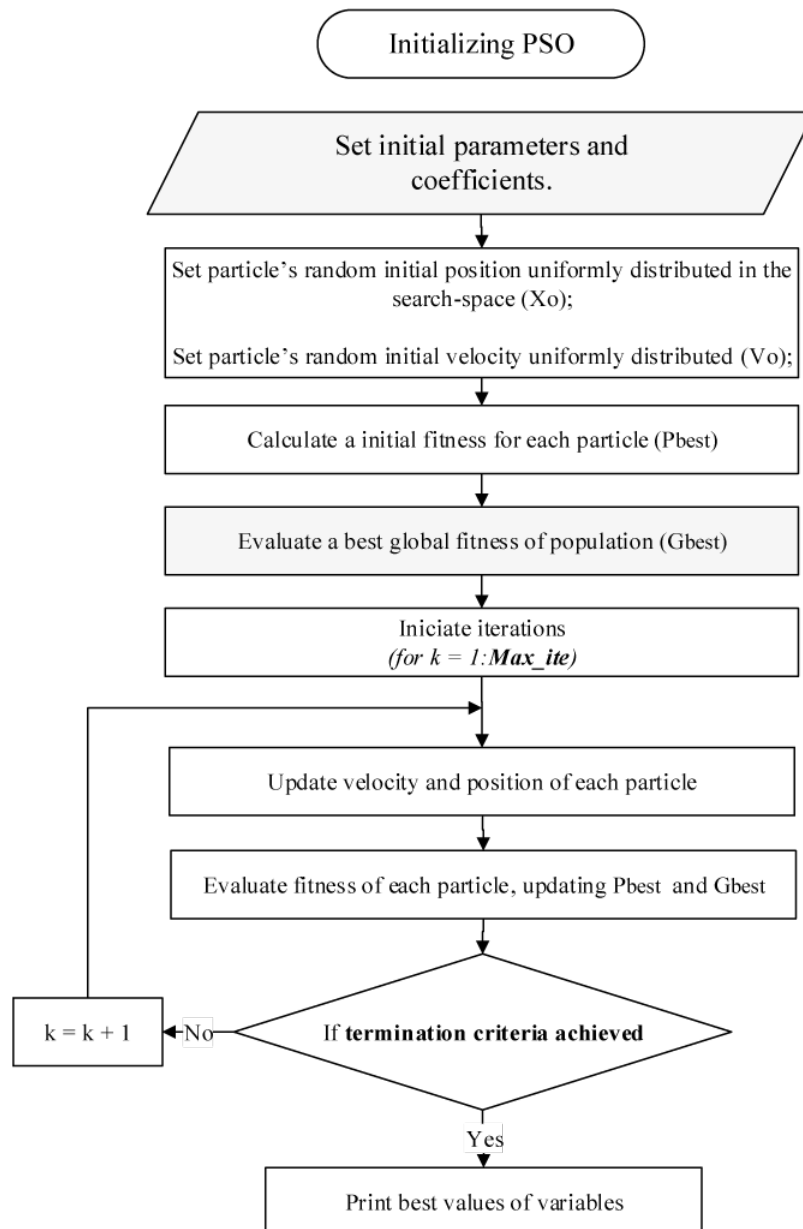 Initializing PSO
Set initial parameters and
coefficients.
Set particle's random initial position uniformly distributed in the
search-space (Xo);
Set particle's random initial velocity uniformly distributed (Vo);
Calculate a initial fitness for each particle (Pbest)
Evaluate a best global fitness of population (Gbest)
Iniciate iterations
(for k = 1:Max_ite)
Update velocity and position of each particle
Evaluate fitness of each particle, updating Pbest and Gbest
k = k + 1
No
If termination criteria achieved
Yes
Print best values of variables